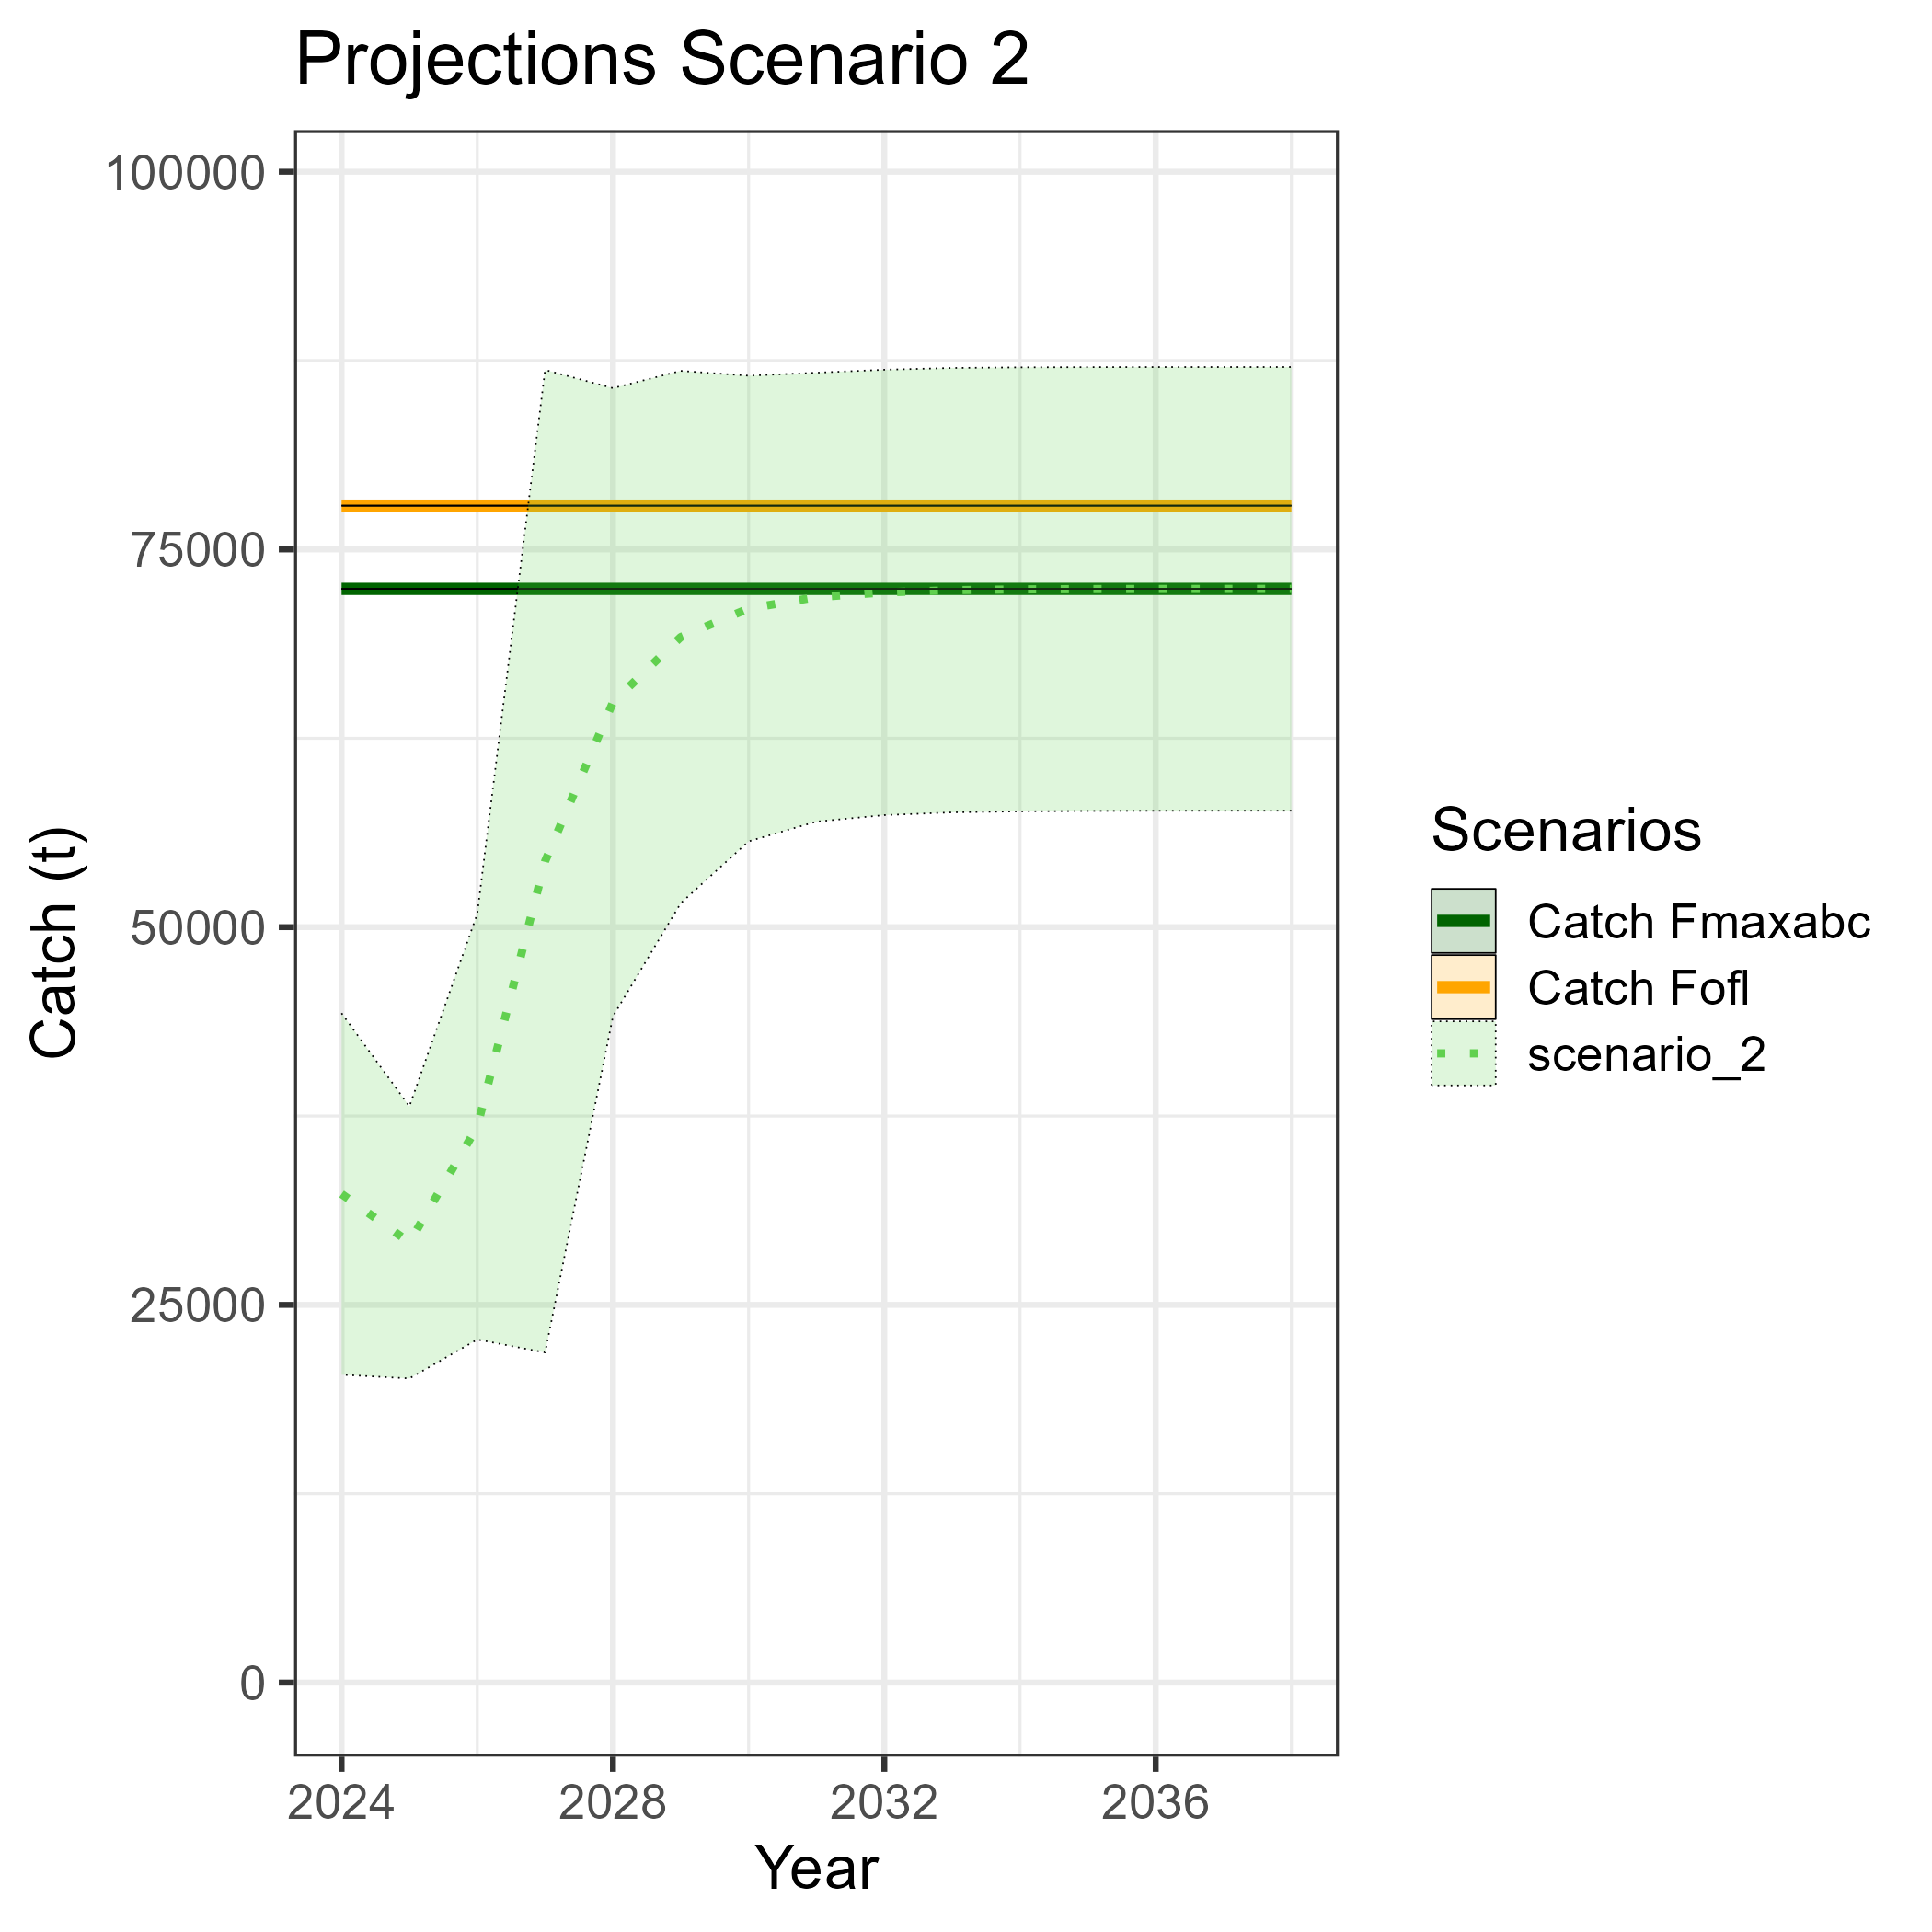 Projections Scenario 2
100000
75000
50000
25000
0
Catch (t)
2024 2028 2032 2036
Year
Scenarios
Catch Fmaxabc
Catch Fofl
scenario_2